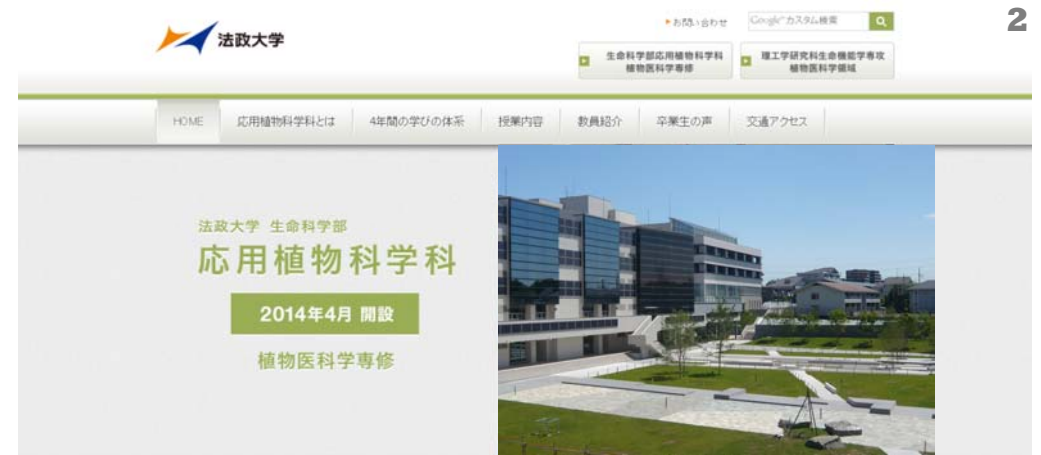 2
法政大学
お問い合わせ
Google カスタム検索
生命科学部応用植物科学科
植物医科学専修
理工学研究科生命機能学専攻
植物医科学領域
HOME
応用植物科学科とは
4年間の学びの体系
授業内容
教員紹介
卒業生の声
交通アクセス
法政大学 生命科学部
応用植物科学科
2014年4月 開設
植物医科学専修